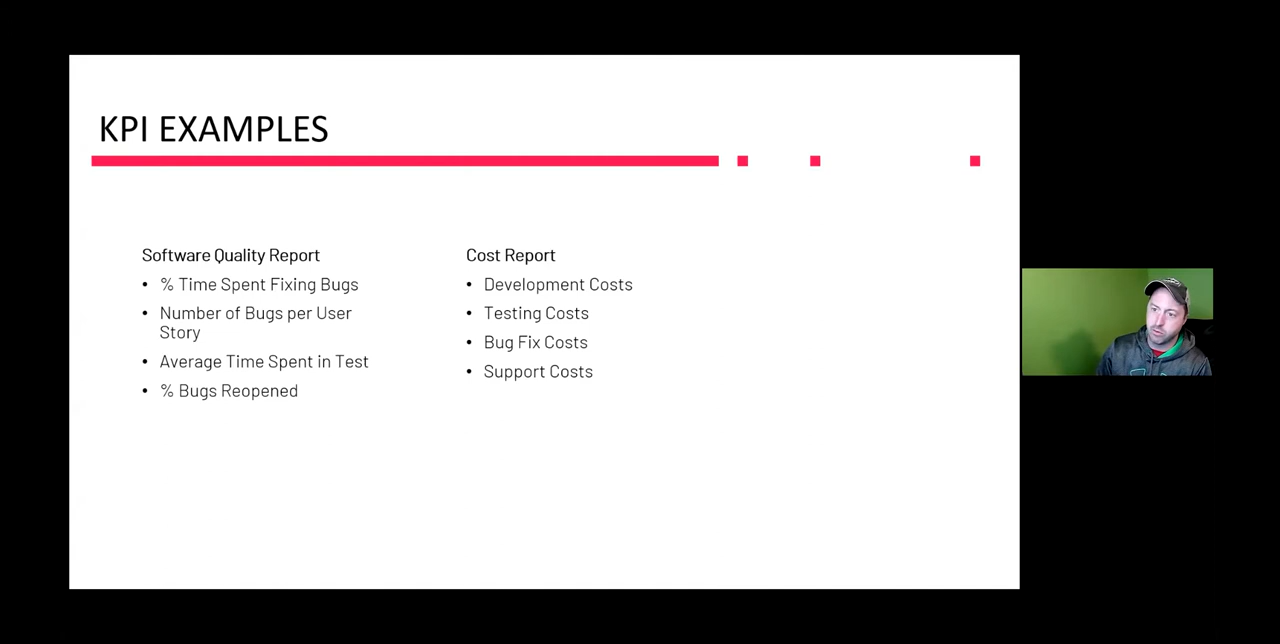 KPI EXAMPLES
Software Quality Report
• % Time Spent Fixing Bugs
• Number of Bugs per User
Story
• Average Time Spent in Test
• % Bugs Reopened
Cost Report
• Development Costs
• Testing Costs
• Bug Fix Costs
• Support Costs